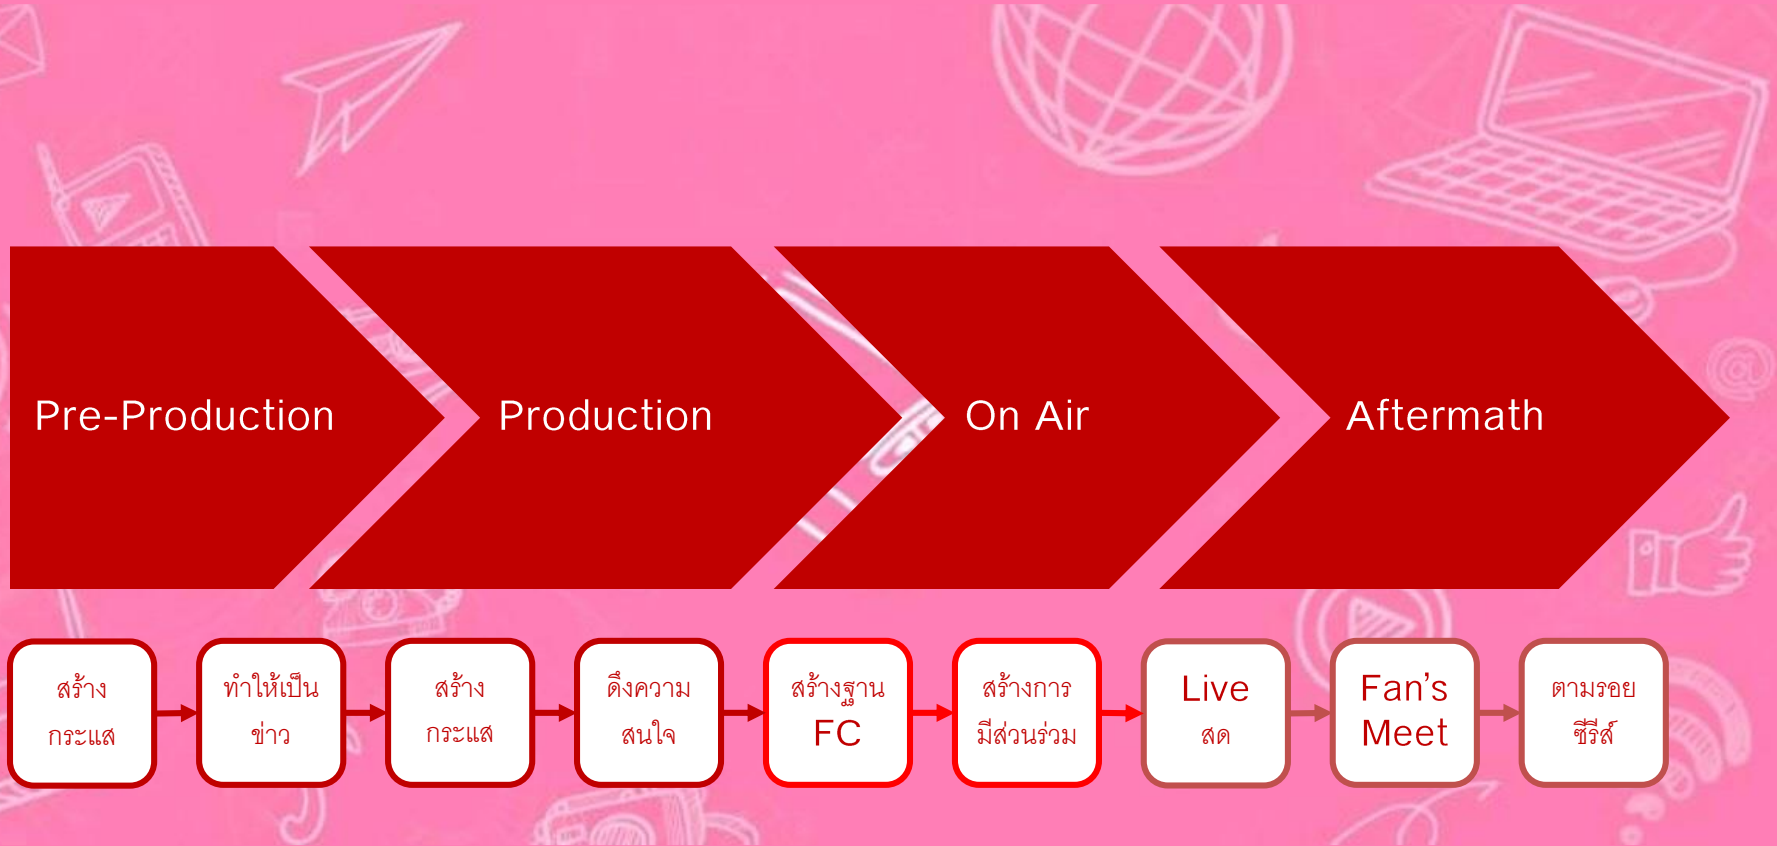 Pre-Production
Production
On Air
Aftermath
สร้าง
กระแส
ทำให้เป็น
ข่าว
สร้าง
กระแส
ดึงความ
สนใจ
สร้างฐาน
FC
สร้างการ
มีส่วนร่วม
Live
สด
Fan's
Meet
ตามรอย
ซีรีส์